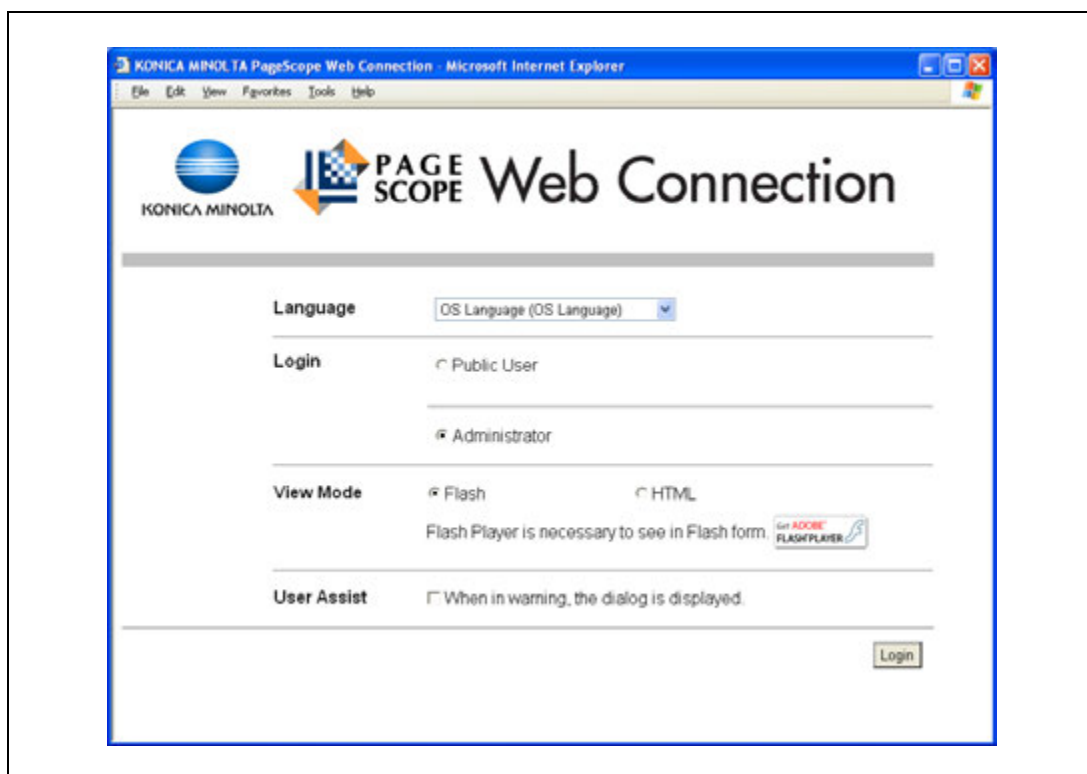 KONICA MINOLTA PageScope Web Connection - Microsoft Internet Explorer
File Edit View Favorites Tools Help
KONICA MINOLTA
PAGE SCOPE Web Connection
Language OS Language (OS Language)
Login Public User
Administrator
View Mode Flash HTML
Flash Player is necessary to see in Flash form. Get ADOBE FLASH PLAYER
User Assist When in warning, the dialog is displayed.
Login